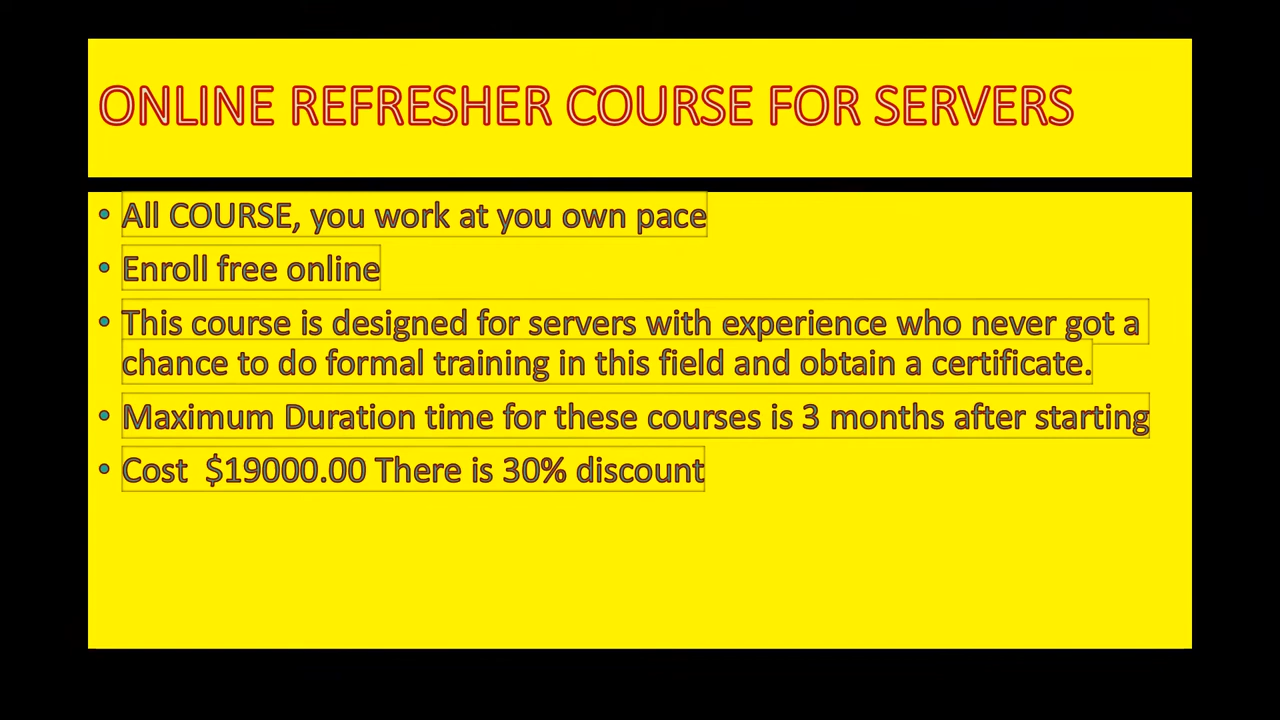 ONLINE REFRESHER COURSE FOR SERVERS
• All COURSE, you work at you own pace
• Enroll free online
• This course is designed for servers with experience who never got a
chance to do formal training in this field and obtain a certificate.
• Maximum Duration time for these courses is 3 months after starting
• Cost  $19000.00 There is 30% discount